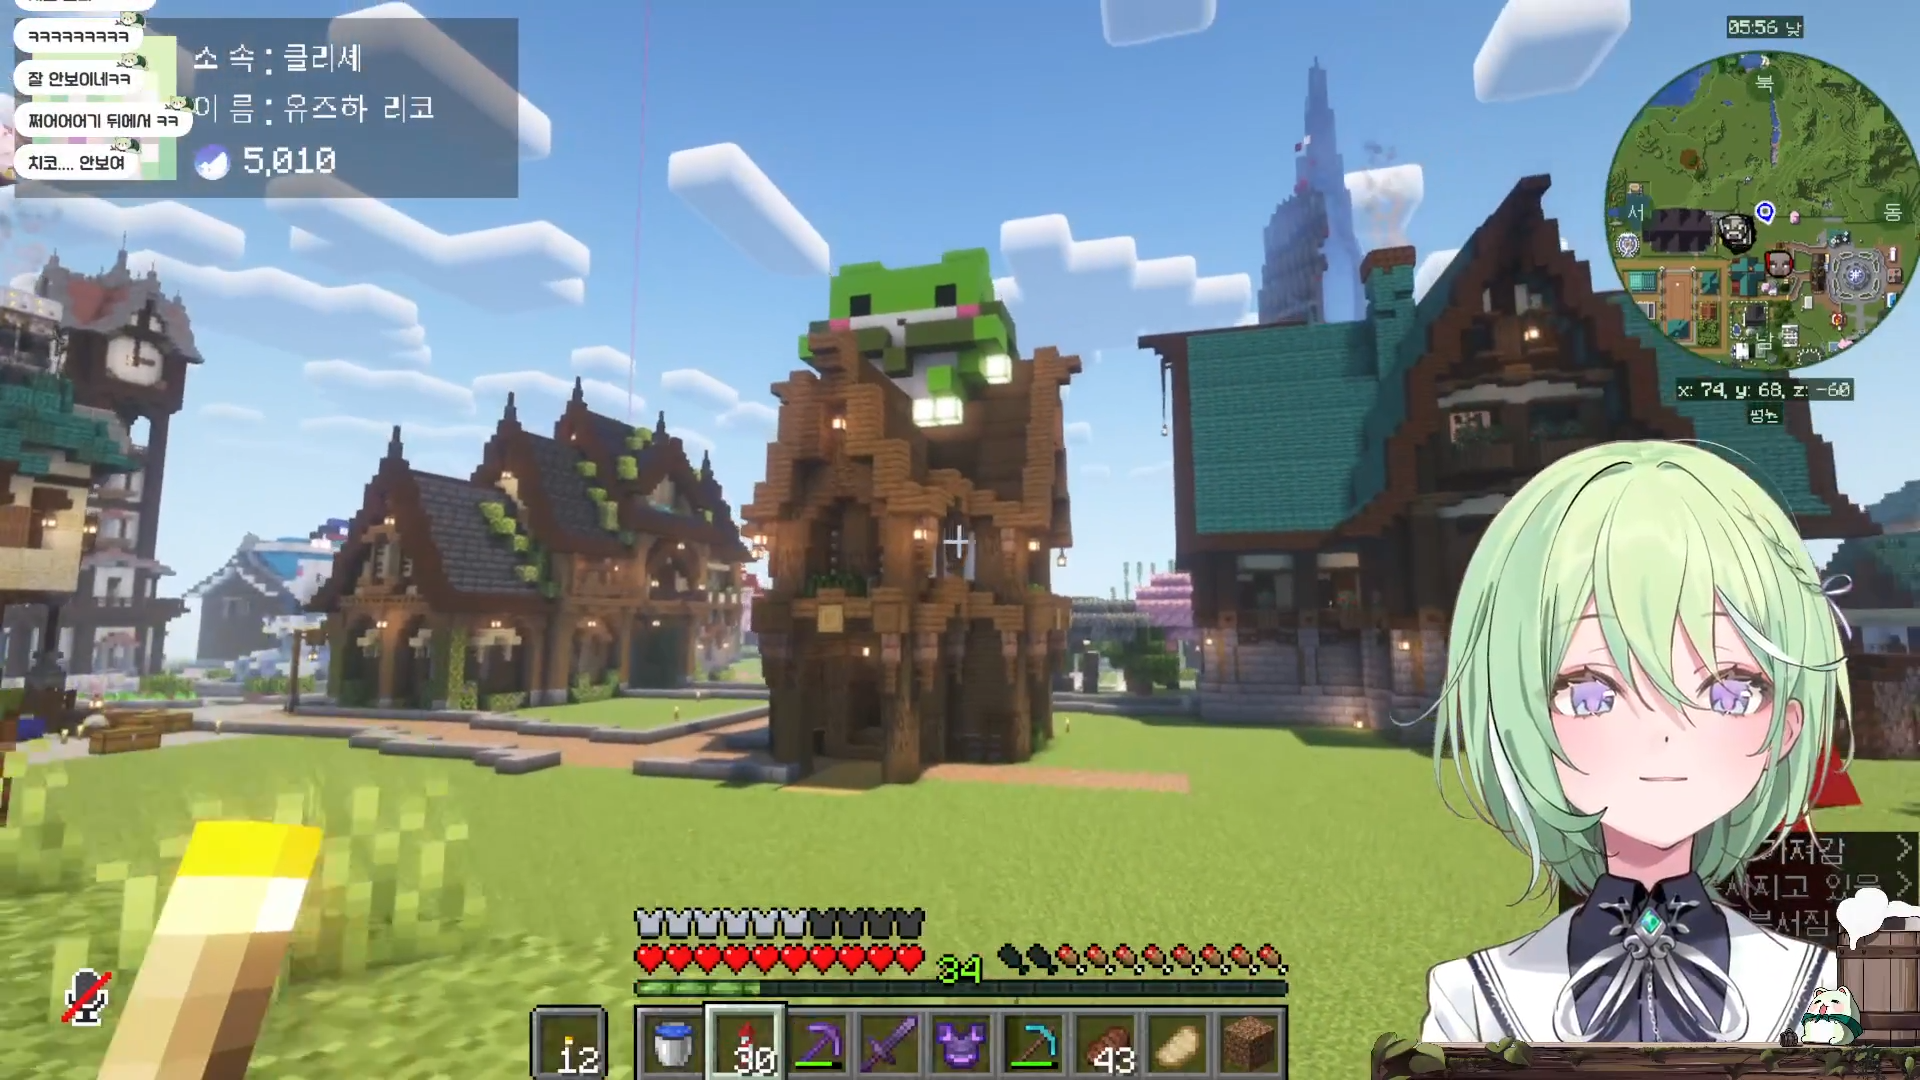 ㅋㅋㅋㅋㅋㅋㅋㅋㅋ
잘 안보이네ㅋㅋ
쩌어어어기 뒤에서 ㅋㅋ
치코.... 안보여
소 속 : 클리셰
이 름 : 유즈하 리코
5,010
05:56 낮
북
서
동
남
x: 74, y: 68, z: -60
썽뉸
가져감 >
지고 있음 >
부서짐
34
12
30
43